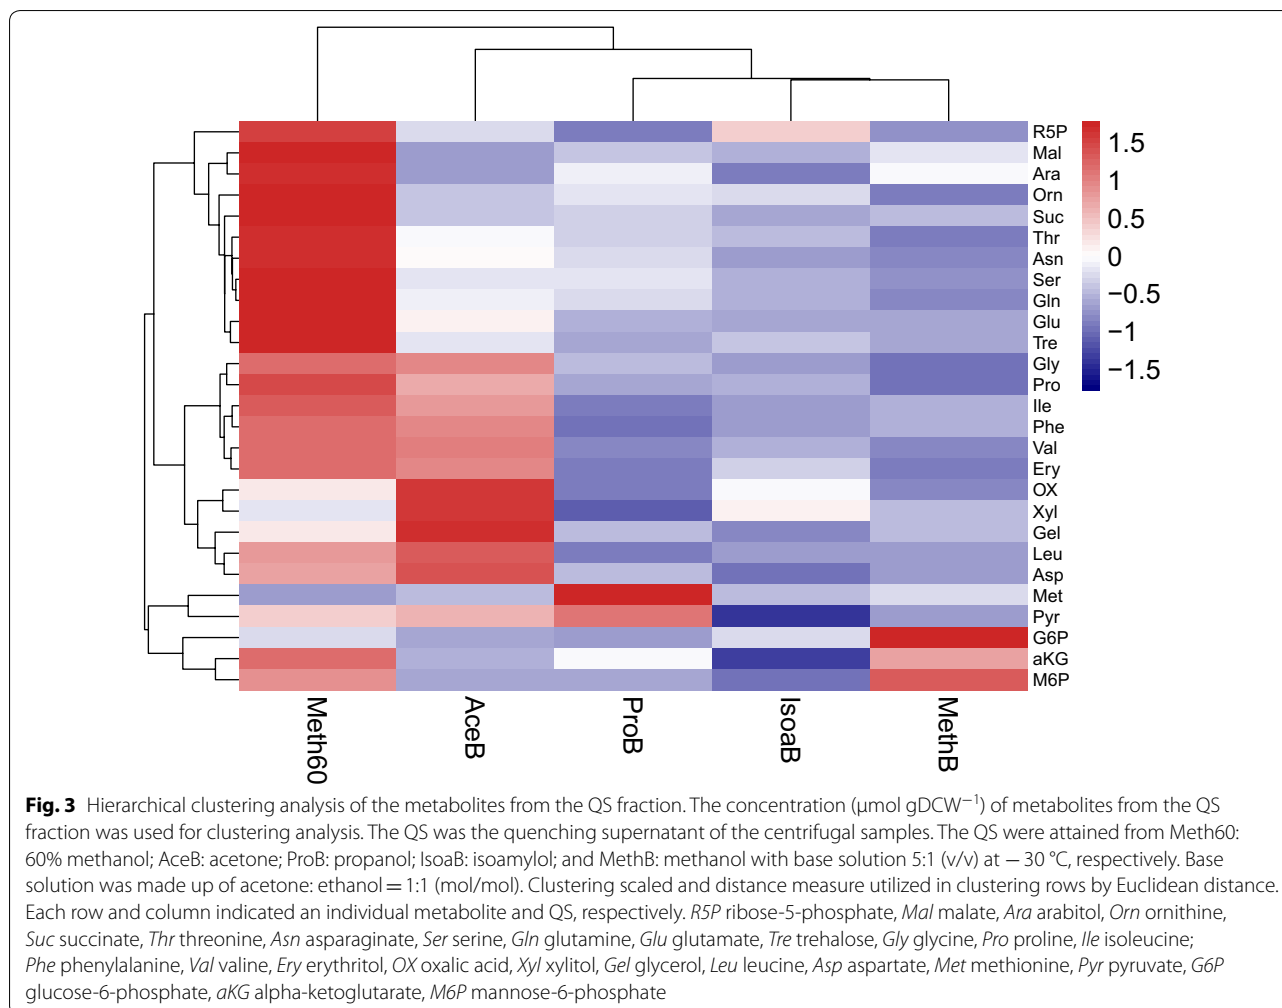 R5P
Mal
Ara
Orn
Suc
Thr
Asn
Ser
Gln
Glu
Tre
Gly
Pro
Ile
Phe
Val
Ery
OX
Xyl
Gel
Leu
Asp
Met
Pyr
G6P
aKG
M6P
1.5
1
0.5
0
−0.5
−1
−1.5
Meth60
AceB
ProB
IsoaB
MethB
Fig. 3 Hierarchical clustering analysis of the metabolites from the QS fraction. The concentration (μmol gDCW−1) of metabolites from the QS
fraction was used for clustering analysis. The QS was the quenching supernatant of the centrifugal samples. The QS were attained from Meth60:
60% methanol; AceB: acetone; ProB: propanol; IsoaB: isoamylol; and MethB: methanol with base solution 5:1 (v/v) at − 30 °C, respectively. Base
solution was made up of acetone: ethanol = 1:1 (mol/mol). Clustering scaled and distance measure utilized in clustering rows by Euclidean distance.
Each row and column indicated an individual metabolite and QS, respectively. R5P ribose-5-phosphate, Mal malate, Ara arabitol, Orn ornithine,
Suc succinate, Thr threonine, Asn asparaginate, Ser serine, Gln glutamine, Glu glutamate, Tre trehalose, Gly glycine, Pro proline, Ile isoleucine;
Phe phenylalanine, Val valine, Ery erythritol, OX oxalic acid, Xyl xylitol, Gel glycerol, Leu leucine, Asp aspartate, Met methionine, Pyr pyruvate, G6P
glucose-6-phosphate, aKG alpha-ketoglutarate, M6P mannose-6-phosphate